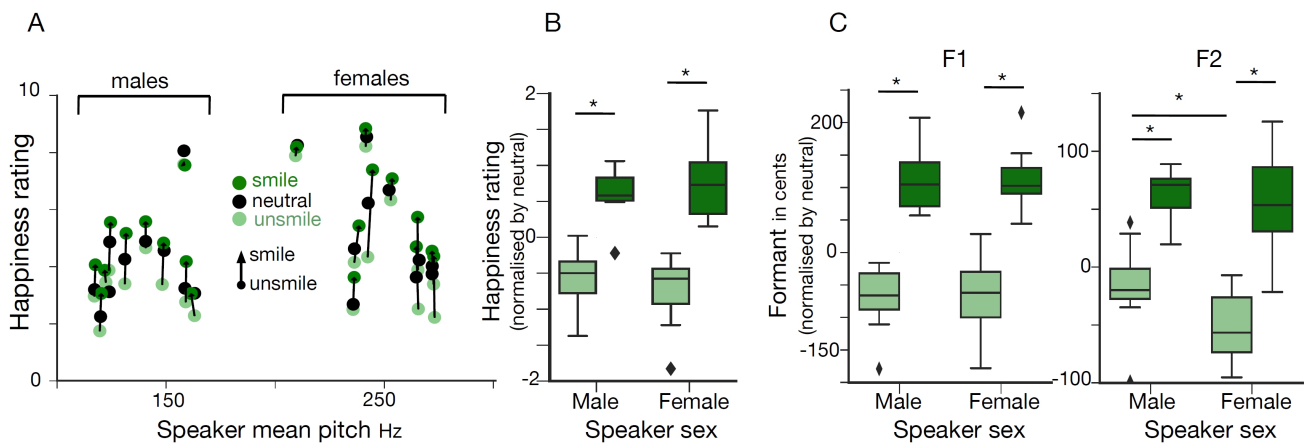 A
B
C
males
females
F1
F2
10
0
Happiness rating
smile
neutral
unsmile
smile
unsmile
150
250
Speaker mean pitch Hz
*
*
2
0
-2
Happiness rating
(normalised by neutral)
Male
Female
Speaker sex
*
*
200
0
-150
Formant in cents
(normalised by neutral)
Male
Female
Speaker sex
*
*
*
100
0
-100
Male
Female
Speaker sex